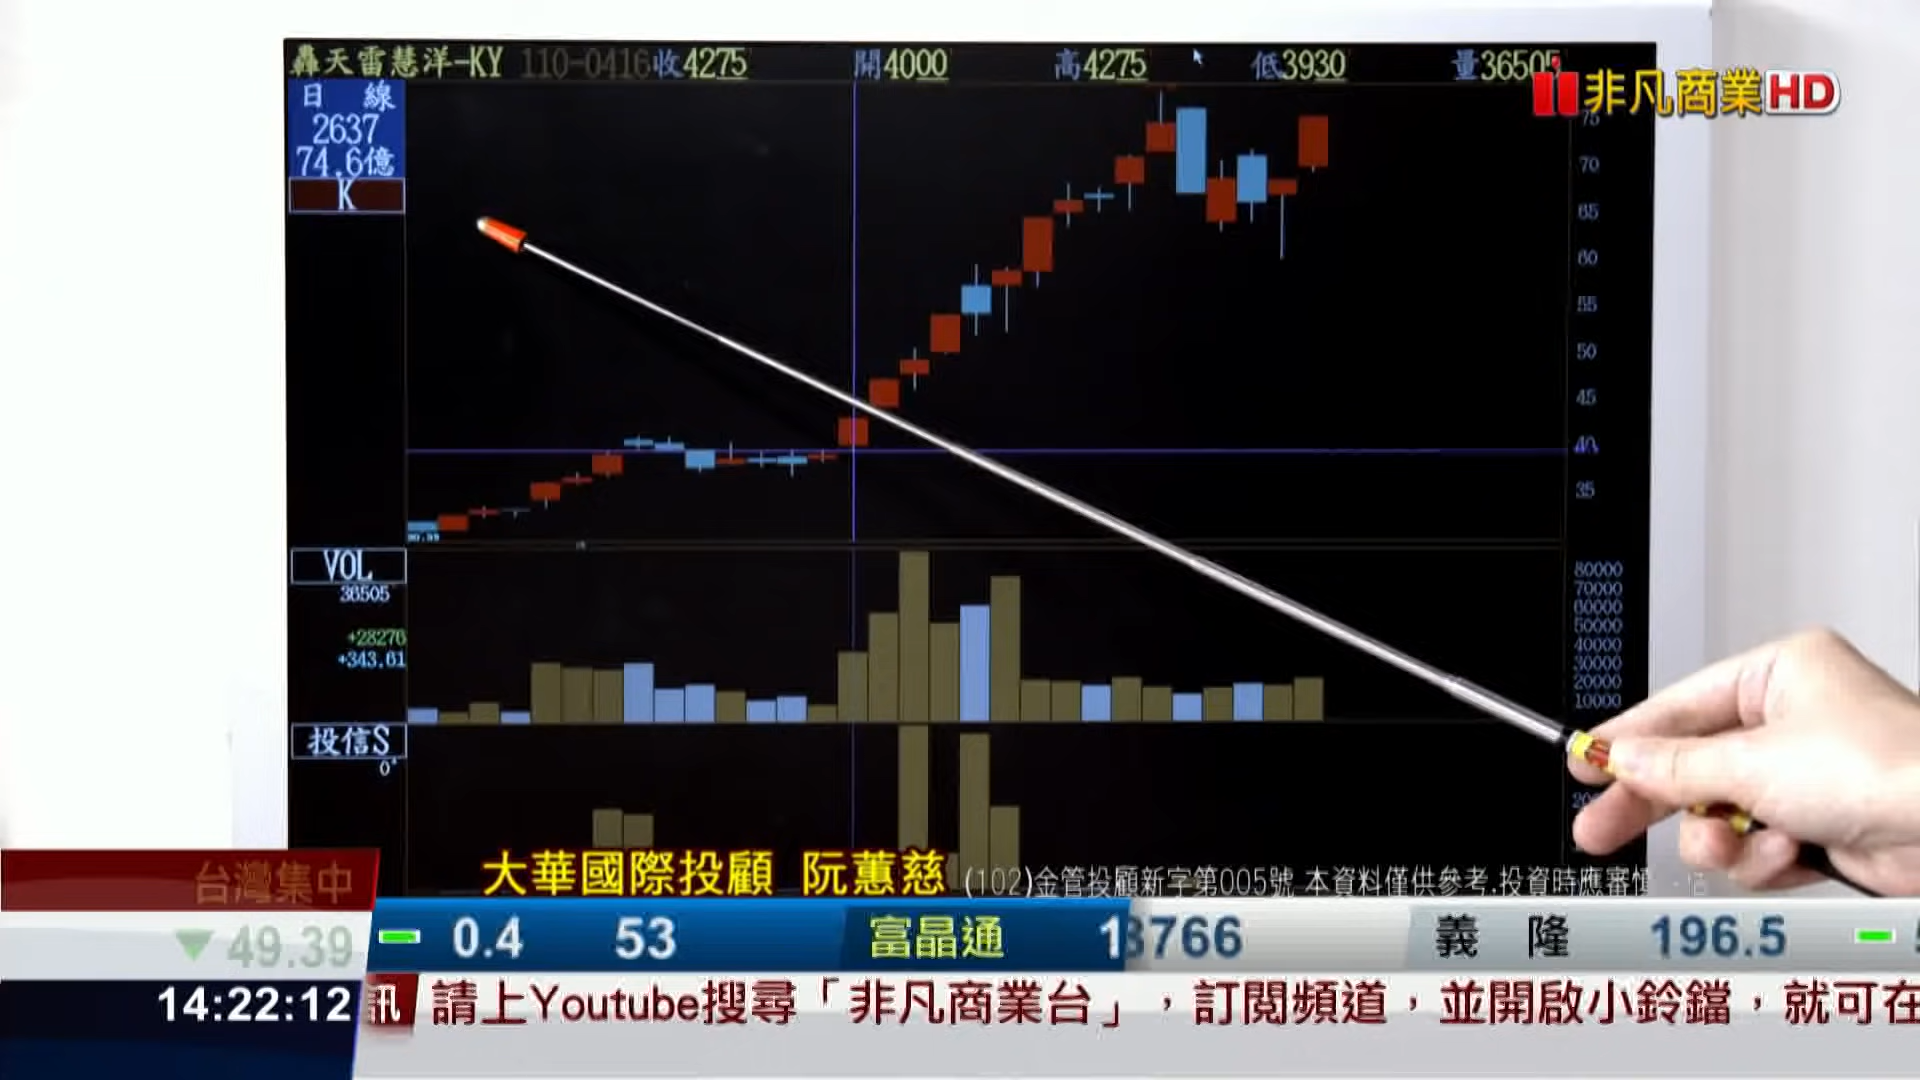 轟天雷慧洋-KY 110-0416 收4275 開4000 高4275 低3930 量36505
非凡商業HD
日 線
2637
74.6億
K
75
70
65
60
55
50
45
40
35
VOL
36505
+28276
+343.61
80000
70000
60000
50000
40000
30000
20000
10000
投信S
0
大華國際投顧 阮蕙慈 (102)金管投顧新字第005號 本資料僅供參考.投資時應審慎
台灣集中
▼49.39
0.4 53 富晶通 18766 義 隆 196.5
14:22:12
訊 請上Youtube搜尋「非凡商業台」，訂閱頻道，並開啟小鈴鐺，就可在